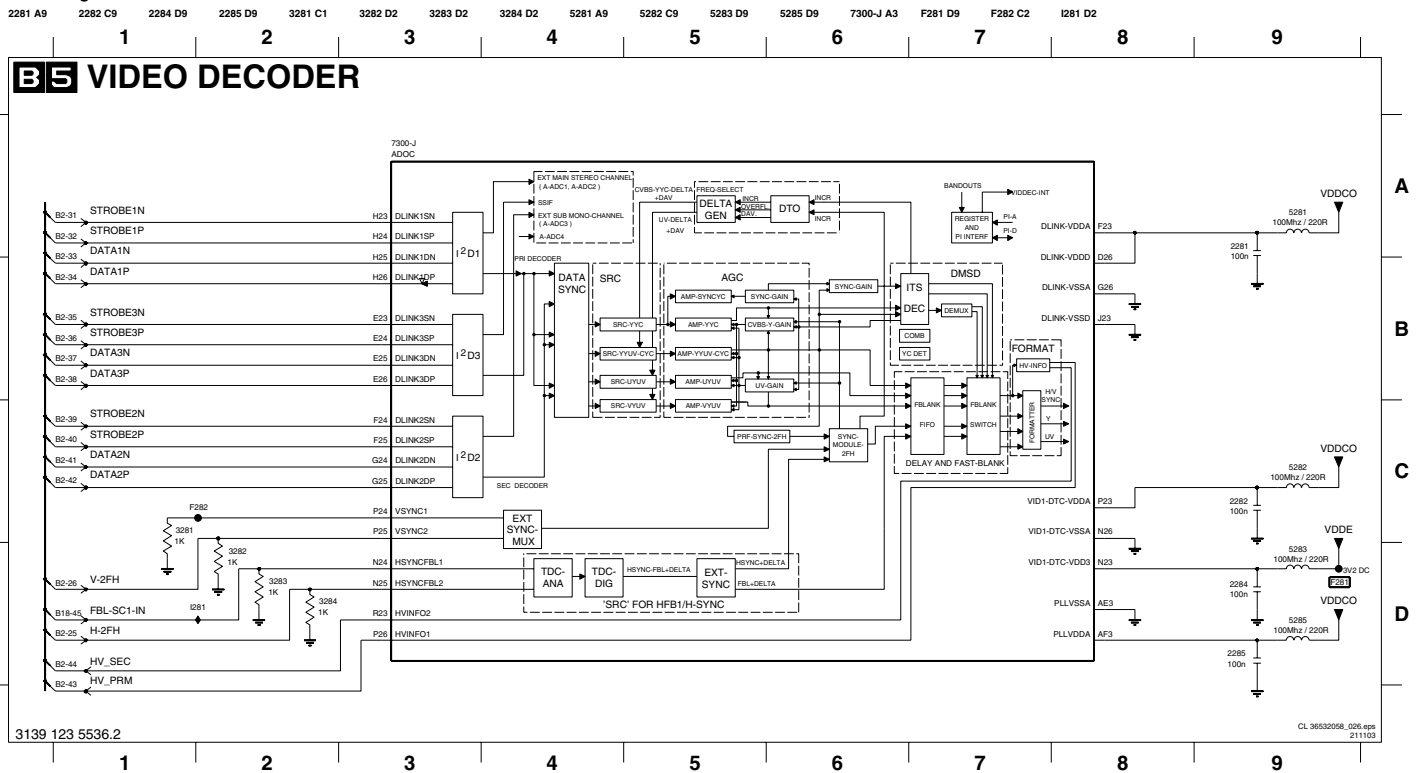 2281 A9 2282 C9 2284 D9 2285 D9 3281 C1 3282 D2 3283 D2 3284 D2 5281 A9 5282 C9 5283 D9 5285 D9 7300-J A3 F281 D9 F282 C2 I281 D2
1 2 3 4 5 6 7 8 9
B5 VIDEO DECODER
7300-J
ADOC
A
B
C
D
B2-31 STROBE1N H23 DLINK1SN
B2-32 STROBE1P H24 DLINK1SP
B2-33 DATA1N H25 DLINK1DN
B2-34 DATA1P H26 DLINK1DP
I²D1
B2-35 STROBE3N E23 DLINK3SN
B2-36 STROBE3P E24 DLINK3SP
B2-37 DATA3N E25 DLINK3DN
B2-38 DATA3P E26 DLINK3DP
I²D3
B2-39 STROBE2N F24 DLINK2SN
B2-40 STROBE2P F25 DLINK2SP
B2-41 DATA2N G24 DLINK2DN
B2-42 DATA2P G25 DLINK2DP
I²D2
F282 P24 VSYNC1
P25 VSYNC2
3281
1K
3282
1K
3283
1K
3284
1K
N24 HSYNCFBL1
N25 HSYNCFBL2
R23 HVINFO2
P26 HVINFO1
B2-26 V-2FH
B18-45 FBL-SC1-IN I281
B2-25 H-2FH
B2-44 HV_SEC
B2-43 HV_PRM
EXT MAIN STEREO CHANNEL
( A-ADC1, A-ADC2 )
SSIF
EXT SUB MONO-CHANNEL
( A-ADC3 )
A-ADC4
PRI DECODER
SEC DECODER
DATA
SYNC
SRC
SRC-YYC
SRC-YYUV-CYC
SRC-UYUV
SRC-VYUV
CVBS-YYC-DELTA
+DAV
UV-DELTA
+DAV
FREQ-SELECT
DELTA
GEN
INCR
OVERFL
DAV.
DTO
INCR
INCR
AGC
AMP-SYNCYC
AMP-YYC
AMP-YYUV-CYC
AMP-UYUV
AMP-VYUV
SYNC-GAIN
CVBS-Y-GAIN
UV-GAIN
SYNC-GAIN
PRF-SYNC-2FH
SYNC-
MODULE-
2FH
BANDOUTS
VIDDEC-INT
REGISTER
AND
PI INTERF
PI-A
PI-D
DMSD
ITS
DEC
DEMUX
COMB
YC DET
FORMAT
HV-INFO
FBLANK
FIFO
FBLANK
SWITCH
FORMATTER
H/V
SYNC
Y
UV
DELAY AND FAST-BLANK
EXT
SYNC-
MUX
TDC-
ANA
TDC-
DIG
HSYNC-FBL+DELTA
EXT-
SYNC
HSYNC+DELTA
FBL+DELTA
'SRC' FOR HFB1/H-SYNC
DLINK-VDDA F23
DLINK-VDDD D26
DLINK-VSSA G26
DLINK-VSSD J23
VID1-DTC-VDDA P23
VID1-DTC-VSSA N26
VID1-DTC-VDD3 N23
PLLVSSA AE3
PLLVDDA AF3
VDDCO
5281
100Mhz / 220R
2281
100n
VDDCO
5282
100Mhz / 220R
2282
100n
VDDE
5283
100Mhz / 220R
3V2 DC
F281
2284
100n
VDDCO
5285
100Mhz / 220R
2285
100n
A
B
C
D
3139 123 5536.2
CL 36532058_026.eps
211103
1 2 3 4 5 6 7 8 9